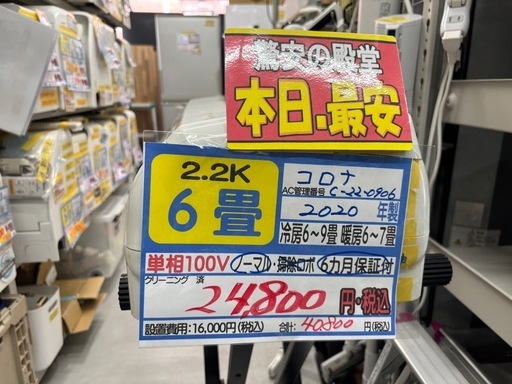 驚安の殿堂
本日.最安
2.2K
6畳
コロナ
AC管理番号 C-22-0906
2020 年製
冷房6~9畳 暖房6~7畳
単相100V
ノーマル・掃除ロボ
6カ月保証付
クリーニング 済
24,800 円・税込
設置費用:16,000円(税込) 合計: 40,800 円(税込)